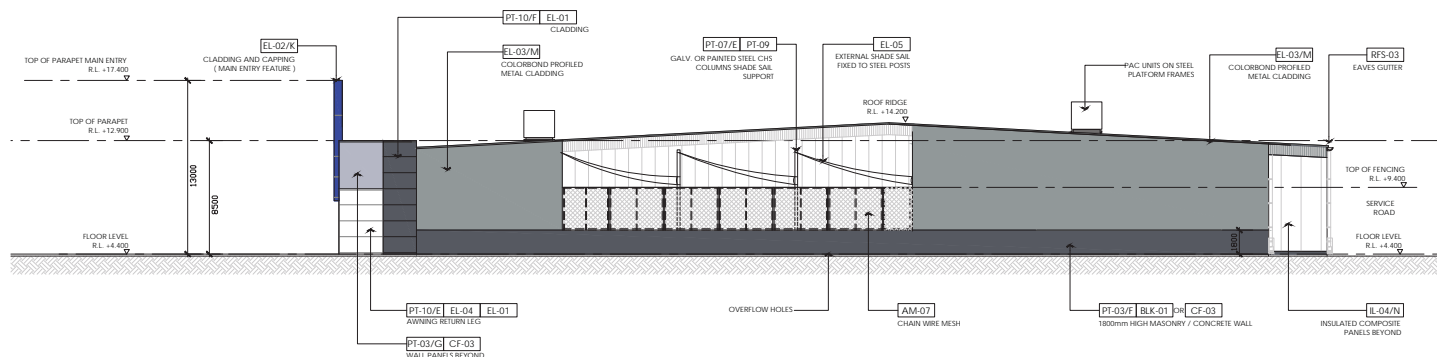 PT-10/F EL-01
CLADDING
EL-02/K
CLADDING AND CAPPING
( MAIN ENTRY FEATURE )
EL-03/M
COLORBOND PROFILED
METAL CLADDING
PT-07/E PT-09
GALV. OR PAINTED STEEL CHS
COLUMNS SHADE SAIL
SUPPORT
EL-05
EXTERNAL SHADE SAIL
FIXED TO STEEL POSTS
PAC UNITS ON STEEL
PLATFORM FRAMES
EL-03/M
COLORBOND PROFILED
METAL CLADDING
RFS-03
EAVES GUTTER
TOP OF PARAPET MAIN ENTRY
R.L. +17.400
TOP OF PARAPET
R.L. +12.900
ROOF RIDGE
R.L. +14.200
13000
8500
TOP OF FENCING
R.L. +9.400
SERVICE
ROAD
FLOOR LEVEL
R.L. +4.400
1800
FLOOR LEVEL
R.L. +4.400
PT-10/E EL-04 EL-01
AWNING RETURN LEG
PT-03/G CF-03
WALL PANELS BEYOND
OVERFLOW HOLES
AM-07
CHAIN WIRE MESH
PT-03/F BLK-01 OR CF-03
1800mm HIGH MASONRY / CONCRETE WALL
IL-04/N
INSULATED COMPOSITE
PANELS BEYOND